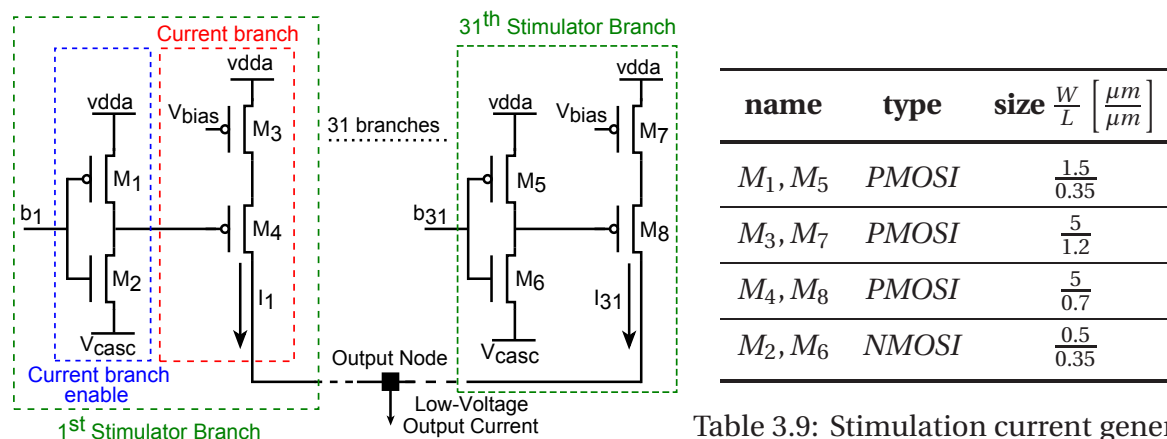 Current branch
31th Stimulator Branch
vdda
vdda
vdda
vdda
Vbias
M3
31 branches
Vbias
M7
M1
M5
b1
M4
b31
M8
M2
M6
I1
I31
Vcasc
Vcasc
Current branch
enable
Output Node
Low-Voltage
Output Current
1st Stimulator Branch
name type size W/L [μm/μm]
M1, M5 PMOSI 1.5/0.35
M3, M7 PMOSI 5/1.2
M4, M8 PMOSI 5/0.7
M2, M6 NMOSI 0.5/0.35
Table 3.9: Stimulation current gener